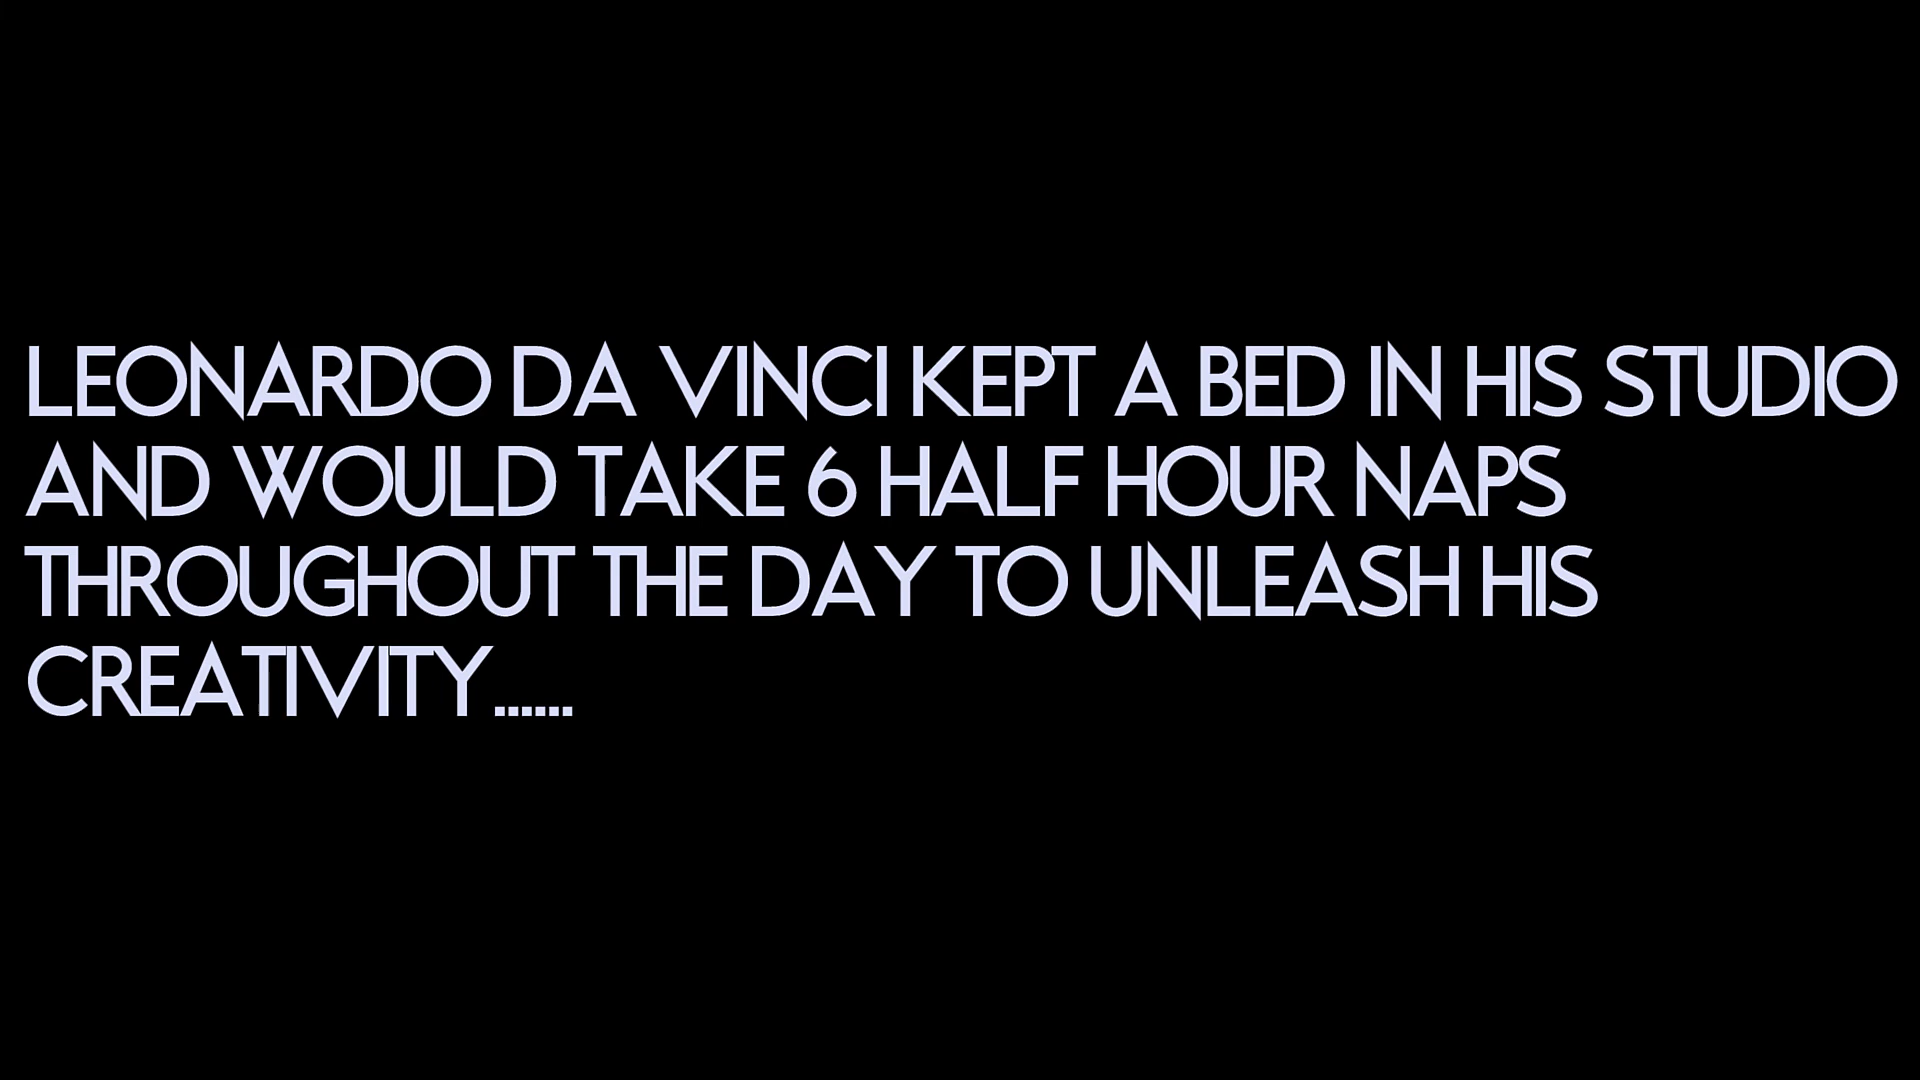 LEONARDO DA VINCI KEPT A BED IN HIS STUDIO
AND WOULD TAKE 6 HALF HOUR NAPS
THROUGHOUT THE DAY TO UNLEASH HIS
CREATIVITY......